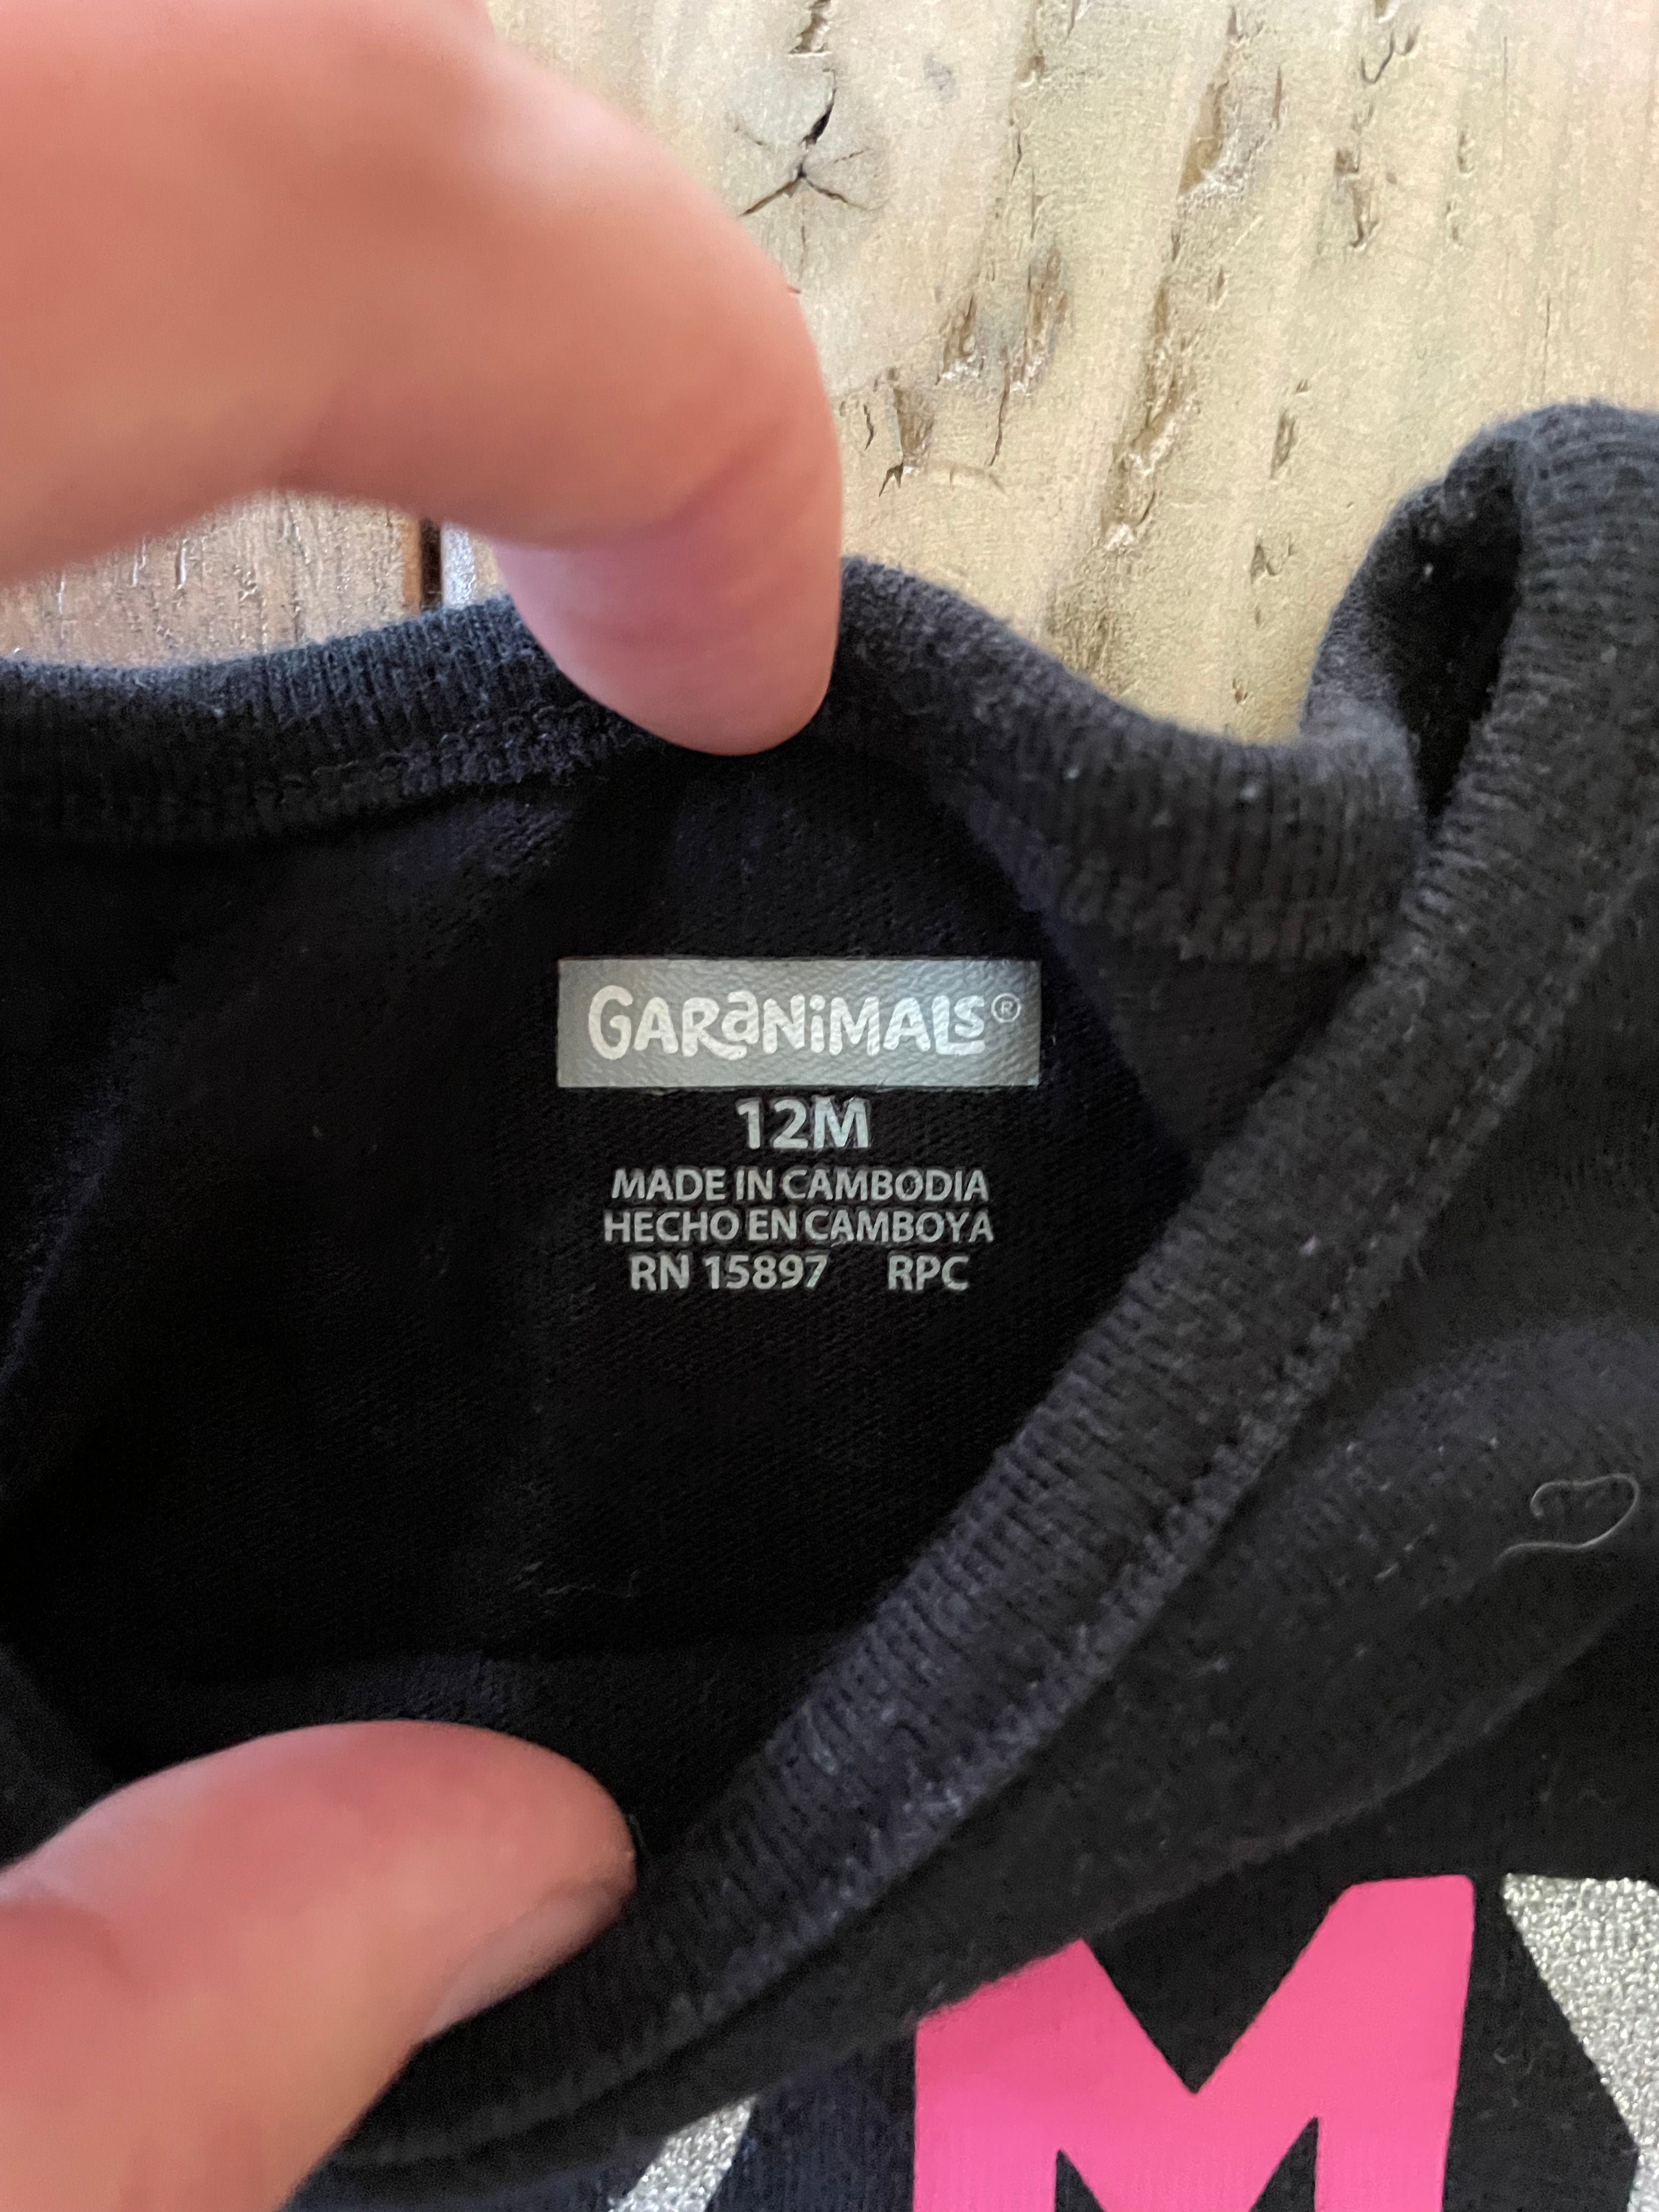 GARANiMALS®
12M
MADE IN CAMBODIA
HECHO EN CAMBOYA
RN 15897 RPC
M